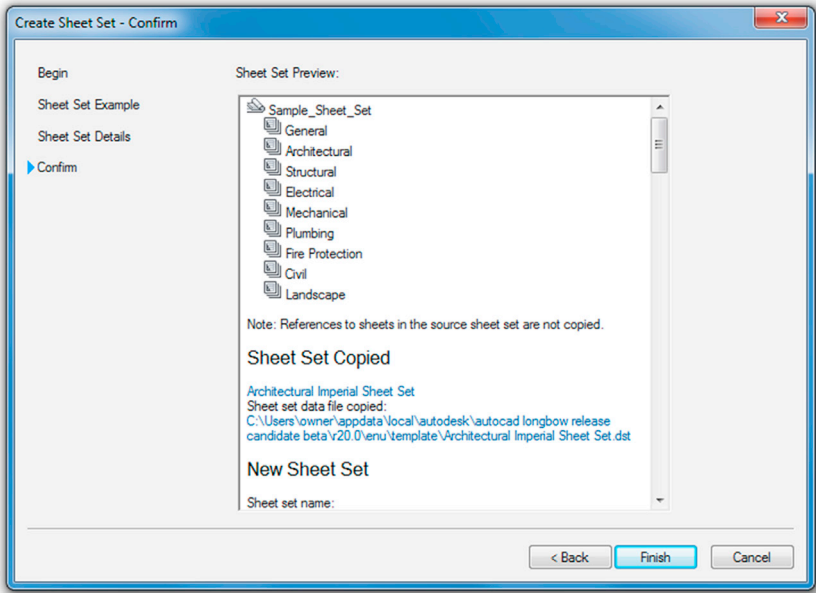 Create Sheet Set - Confirm
Begin
Sheet Set Example
Sheet Set Details
Confirm
Sheet Set Preview:
Sample_Sheet_Set
General
Architectural
Structural
Electrical
Mechanical
Plumbing
Fire Protection
Civil
Landscape
Note: References to sheets in the source sheet set are not copied.
Sheet Set Copied
Architectural Imperial Sheet Set
Sheet set data file copied:
C:\Users\owner\appdata\local\autodesk\autocad longbow release
candidate beta\r20.0\enu\template\Architectural Imperial Sheet Set.dst
New Sheet Set
Sheet set name:
< Back
Finish
Cancel